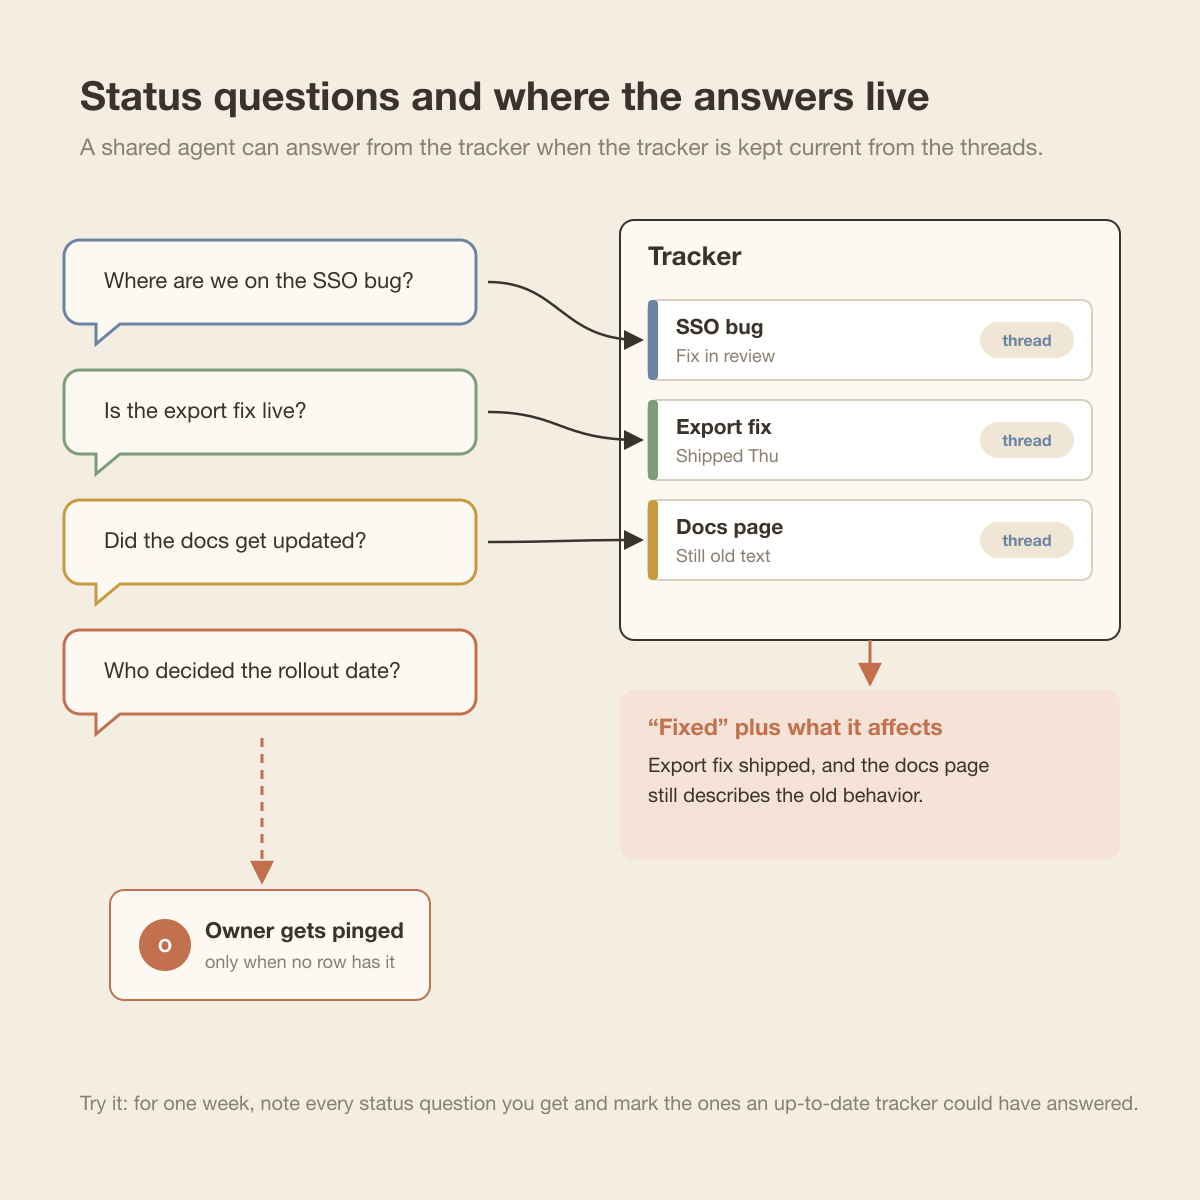 Status questions and where the answers live
A shared agent can answer from the tracker when the tracker is kept current from the threads.
Where are we on the SSO bug?
Is the export fix live?
Did the docs get updated?
Who decided the rollout date?
Owner gets pinged
only when no row has it
O
Tracker
SSO bug
Fix in review
thread
Export fix
Shipped Thu
thread
Docs page
Still old text
thread
“Fixed” plus what it affects
Export fix shipped, and the docs page
still describes the old behavior.
Try it: for one week, note every status question you get and mark the ones an up-to-date tracker could have answered.